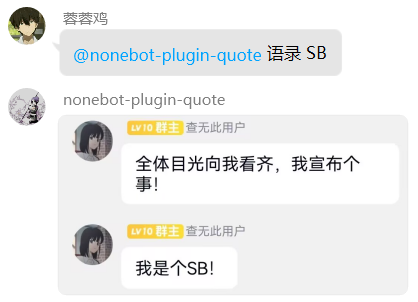 蓉蓉鸡
@nonebot-plugin-quote 语录 SB
nonebot-plugin-quote
LV10 群主 查无此用户
全体目光向我看齐，我宣布个
事！
LV10 群主 查无此用户
我是个SB！